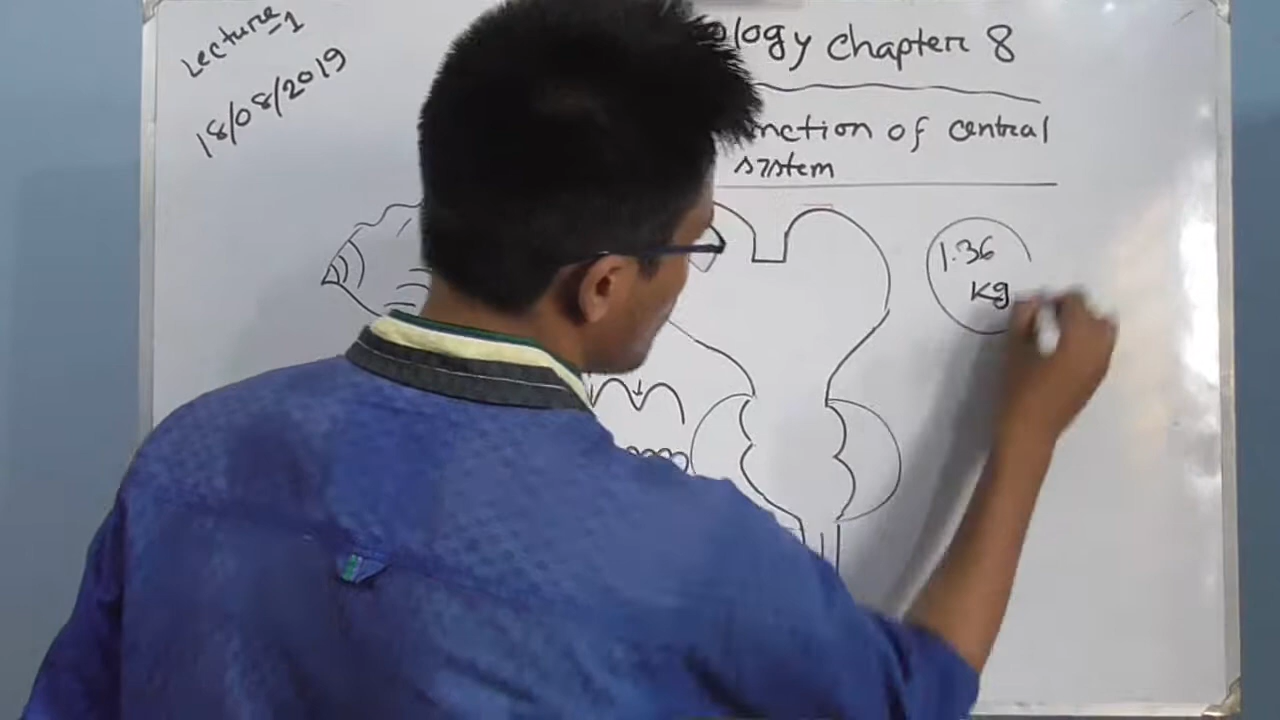 Lecture-1
18/08/2019
ology chapter 8
nction of central
system
1.36
kg